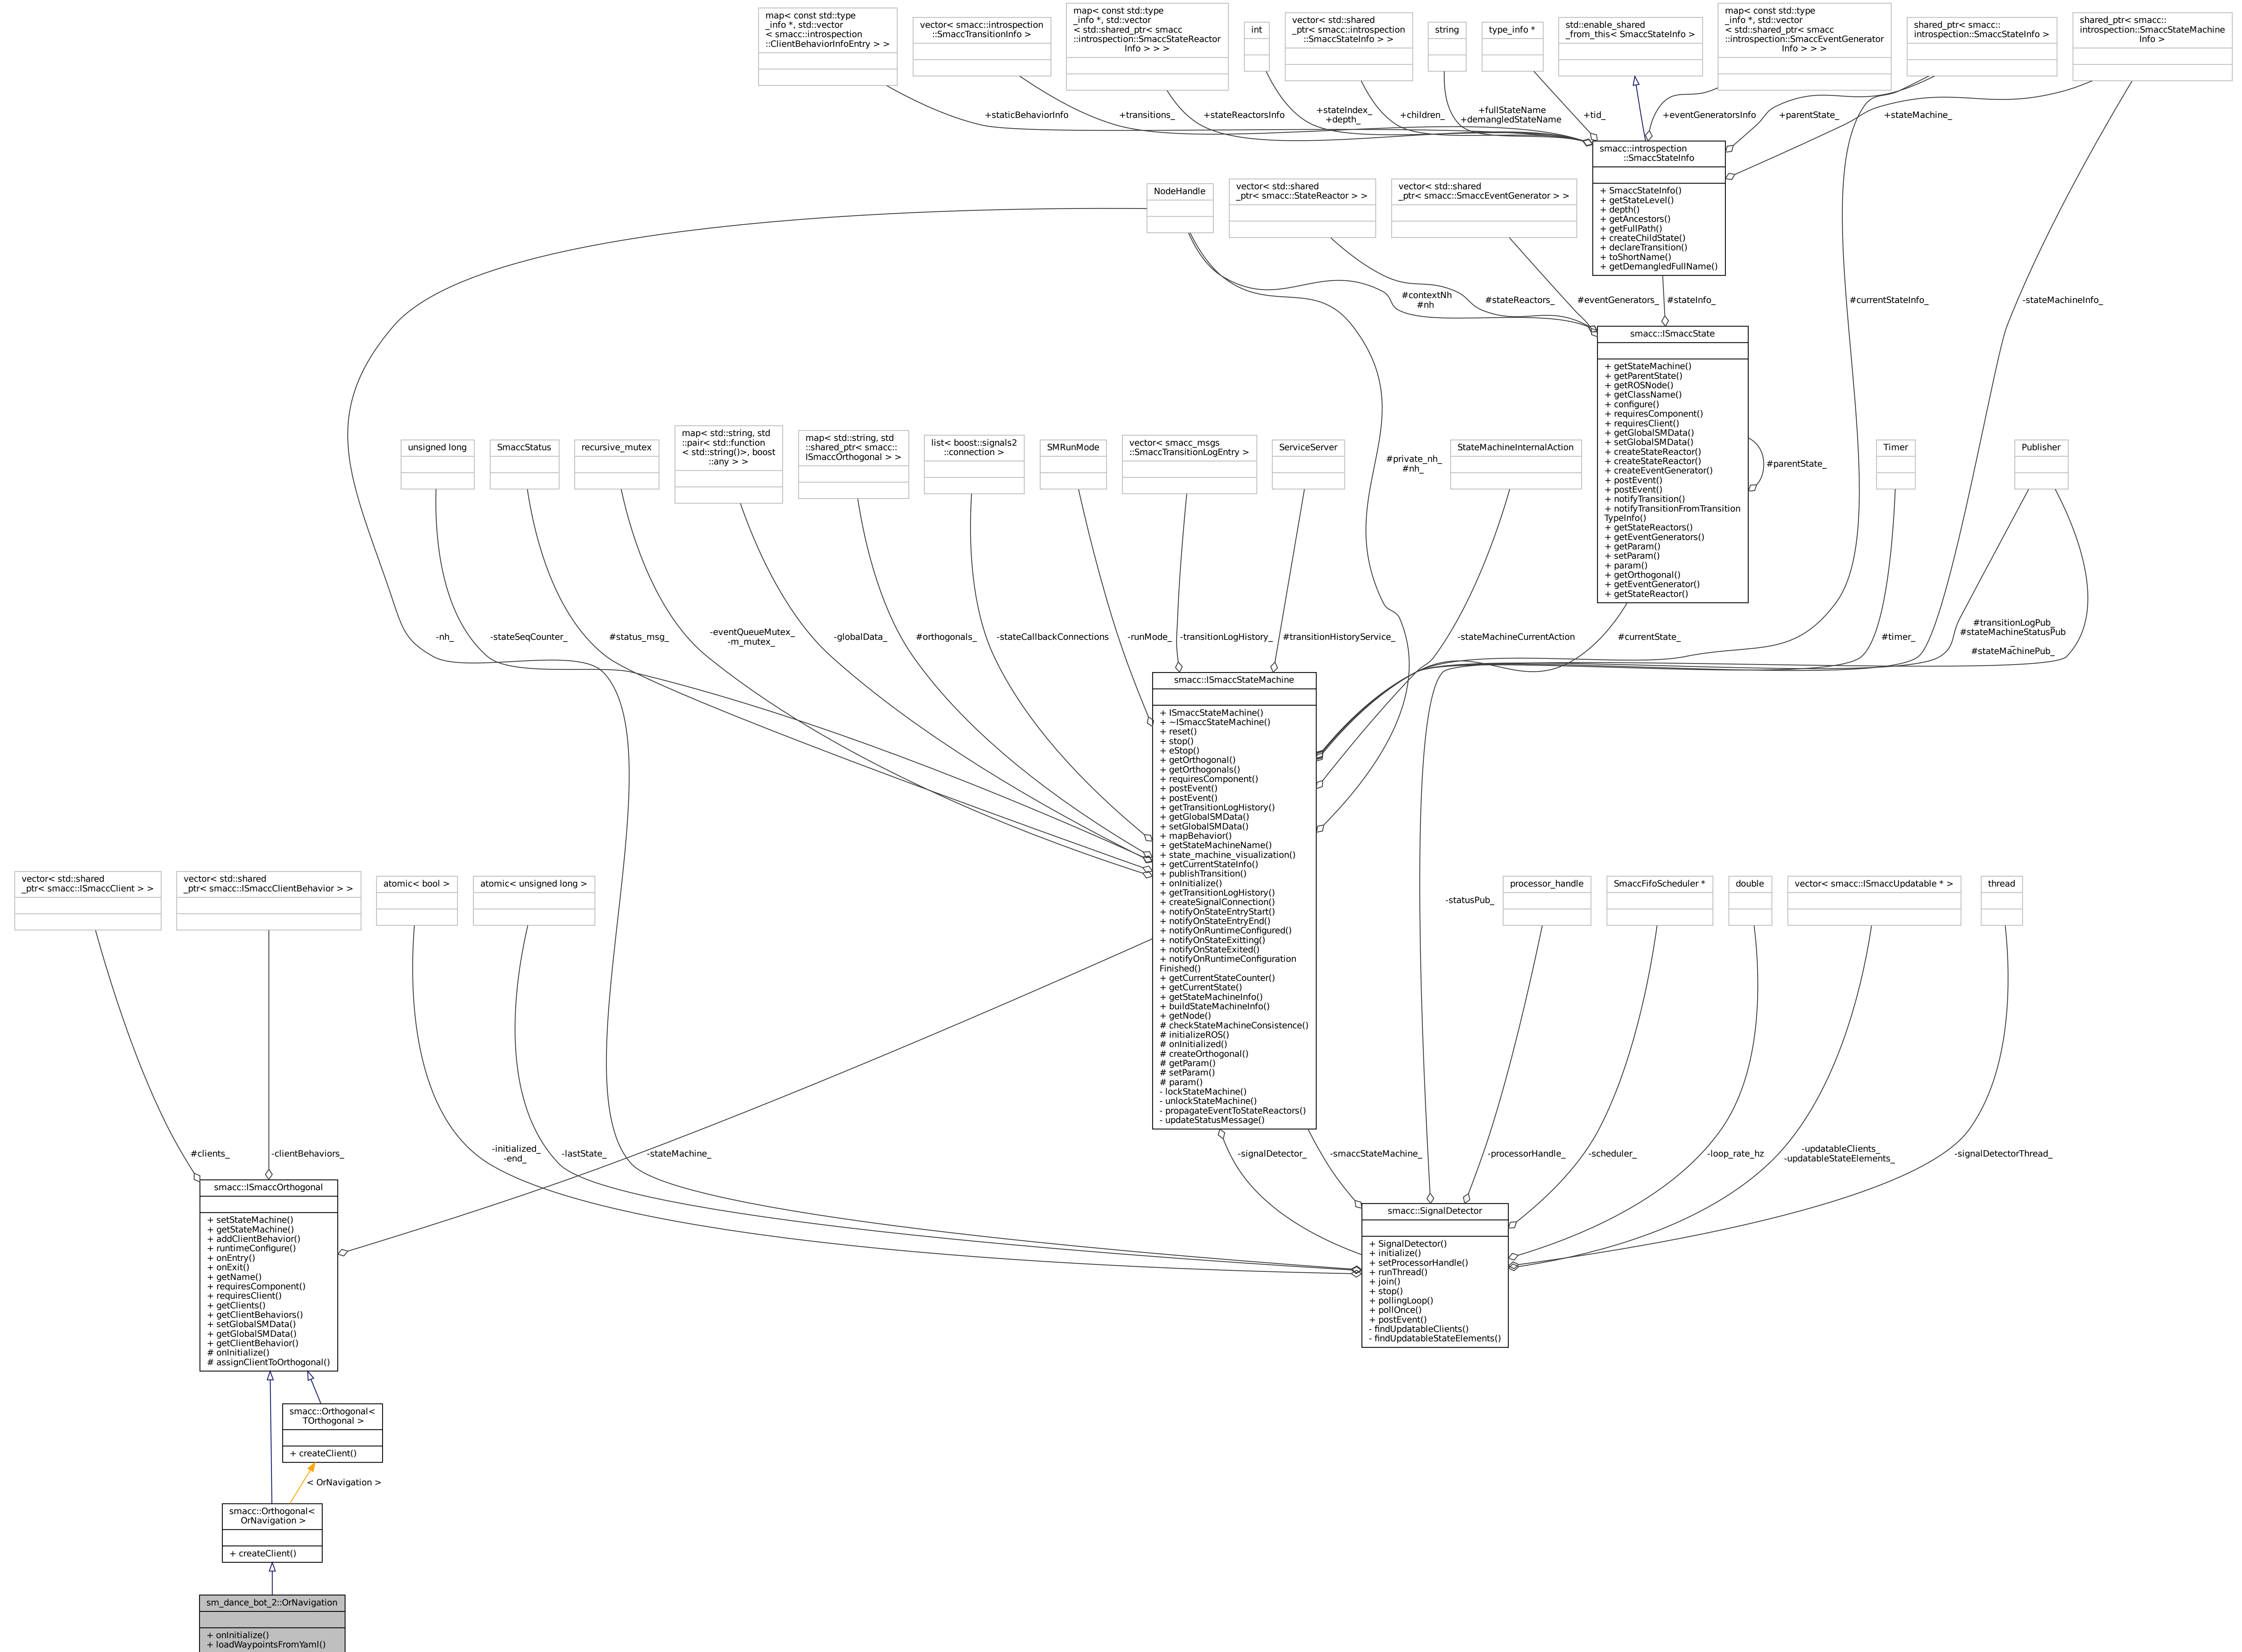 map< const std::type
_info *, std::vector
< smacc::introspection
::ClientBehaviorInfoEntry > >
vector< smacc::introspection
::SmaccTransitionInfo >
map< const std::type
_info *, std::vector
< std::shared_ptr< smacc
::introspection::SmaccStateReactor
Info > > >
int
vector< std::shared
_ptr< smacc::introspection
::SmaccStateInfo > >
string
type_info *
std::enable_shared
_from_this< SmaccStateInfo >
map< const std::type
_info *, std::vector
< std::shared_ptr< smacc
::introspection::SmaccEventGenerator
Info > > >
shared_ptr< smacc::
introspection::SmaccStateInfo >
shared_ptr< smacc::
introspection::SmaccStateMachine
Info >
+staticBehaviorInfo
+transitions_
+stateReactorsInfo
+stateIndex_
+depth_
+children_
+fullStateName
+demangledStateName
+tid_
+eventGeneratorsInfo
+parentState_
+stateMachine_
smacc::introspection
::SmaccStateInfo
+ SmaccStateInfo()
+ getStateLevel()
+ depth()
+ getAncestors()
+ getFullPath()
+ createChildState()
+ declareTransition()
+ toShortName()
+ getDemangledFullName()
NodeHandle
vector< std::shared
_ptr< smacc::StateReactor > >
vector< std::shared
_ptr< smacc::SmaccEventGenerator > >
#contextNh
#nh
#stateReactors_
#eventGenerators_
#stateInfo_
#currentStateInfo_
-stateMachineInfo_
smacc::ISmaccState
+ getStateMachine()
+ getParentState()
+ getROSNode()
+ getClassName()
+ configure()
+ requiresComponent()
+ requiresClient()
+ getGlobalSMData()
+ setGlobalSMData()
+ createStateReactor()
+ createStateReactor()
+ createEventGenerator()
+ postEvent()
+ postEvent()
+ notifyTransition()
+ notifyTransitionFromTransition
TypeInfo()
+ getStateReactors()
+ getEventGenerators()
+ getParam()
+ setParam()
+ param()
+ getOrthogonal()
+ getEventGenerator()
+ getStateReactor()
#parentState_
unsigned long
SmaccStatus
recursive_mutex
map< std::string, std
::pair< std::function
< std::string()>, boost
::any > >
map< std::string, std
::shared_ptr< smacc::
ISmaccOrthogonal > >
list< boost::signals2
::connection >
SMRunMode
vector< smacc_msgs
::SmaccTransitionLogEntry >
ServiceServer
#private_nh_
#nh_
StateMachineInternalAction
Timer
Publisher
-nh_
-stateSeqCounter_
#status_msg_
-eventQueueMutex_
-m_mutex_
-globalData_
#orthogonals_
-stateCallbackConnections
-runMode_
-transitionLogHistory_
#transitionHistoryService_
-stateMachineCurrentAction
#currentState_
#timer_
#transitionLogPub_
#stateMachineStatusPub
_
#stateMachinePub_
smacc::ISmaccStateMachine
+ ISmaccStateMachine()
+ ~ISmaccStateMachine()
+ reset()
+ stop()
+ eStop()
+ getOrthogonal()
+ getOrthogonals()
+ requiresComponent()
+ postEvent()
+ postEvent()
+ getTransitionLogHistory()
+ getGlobalSMData()
+ setGlobalSMData()
+ mapBehavior()
+ getStateMachineName()
+ state_machine_visualization()
+ getCurrentStateInfo()
+ publishTransition()
+ onInitialize()
+ getTransitionLogHistory()
+ createSignalConnection()
+ notifyOnStateEntryStart()
+ notifyOnStateEntryEnd()
+ notifyOnRuntimeConfigured()
+ notifyOnStateExitting()
+ notifyOnStateExited()
+ notifyOnRuntimeConfiguration
Finished()
+ getCurrentStateCounter()
+ getCurrentState()
+ getStateMachineInfo()
+ buildStateMachineInfo()
+ getNode()
# checkStateMachineConsistence()
# initializeROS()
# onInitialized()
# createOrthogonal()
# getParam()
# setParam()
# param()
- lockStateMachine()
- unlockStateMachine()
- propagateEventToStateReactors()
- updateStatusMessage()
vector< std::shared
_ptr< smacc::ISmaccClient > >
vector< std::shared
_ptr< smacc::ISmaccClientBehavior > >
atomic< bool >
atomic< unsigned long >
-statusPub_
processor_handle
SmaccFifoScheduler *
double
vector< smacc::ISmaccUpdatable * >
thread
#clients_
-clientBehaviors_
-initialized_
-end_
-lastState_
-stateMachine_
-signalDetector_
-smaccStateMachine_
-processorHandle_
-scheduler_
-loop_rate_hz
-updatableClients_
-updatableStateElements_
-signalDetectorThread_
smacc::ISmaccOrthogonal
+ setStateMachine()
+ getStateMachine()
+ addClientBehavior()
+ runtimeConfigure()
+ onEntry()
+ onExit()
+ getName()
+ requiresComponent()
+ requiresClient()
+ getClients()
+ getClientBehaviors()
+ setGlobalSMData()
+ getGlobalSMData()
+ getClientBehavior()
# onInitialize()
# assignClientToOrthogonal()
smacc::SignalDetector
+ SignalDetector()
+ initialize()
+ setProcessorHandle()
+ runThread()
+ join()
+ stop()
+ pollingLoop()
+ pollOnce()
+ postEvent()
- findUpdatableClients()
- findUpdatableStateElements()
smacc::Orthogonal<
TOrthogonal >
+ createClient()
< OrNavigation >
smacc::Orthogonal<
OrNavigation >
+ createClient()
sm_dance_bot_2::OrNavigation
+ onInitialize()
+ loadWaypointsFromYaml()